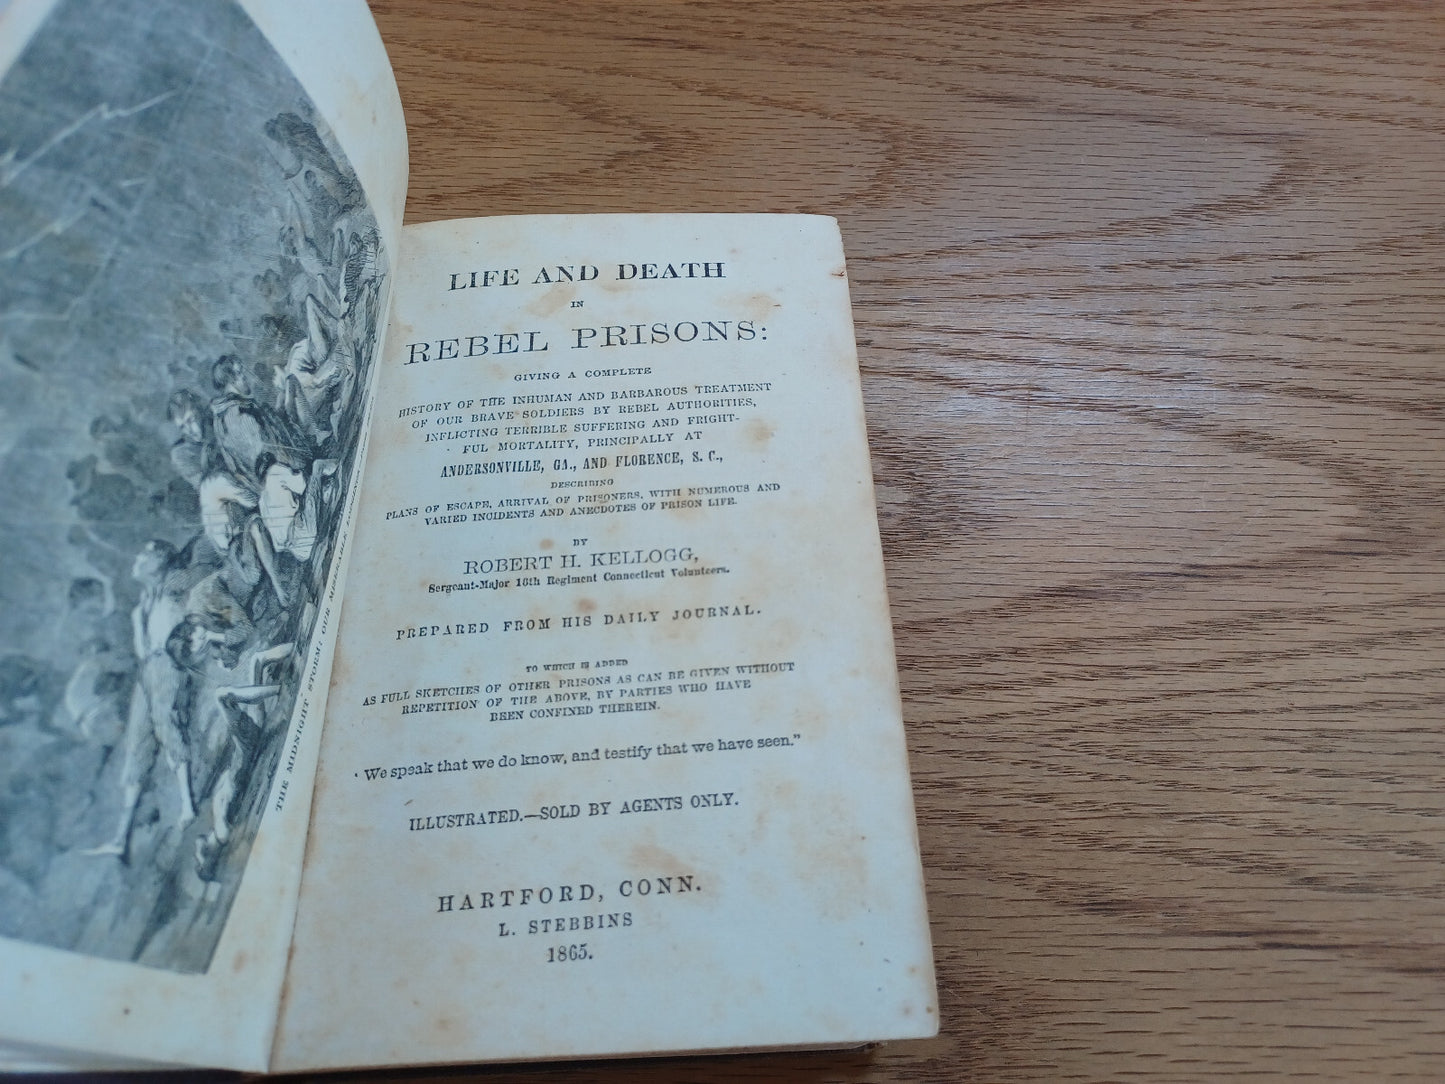 THE MIDNIGHT STORM; OUR MISERABLE
LIFE AND DEATH
IN
REBEL PRISONS:
GIVING A COMPLETE
HISTORY OF THE INHUMAN AND BARBAROUS TREATMENT
OF OUR BRAVE SOLDIERS BY REBEL AUTHORITIES,
INFLICTING TERRIBLE SUFFERING AND FRIGHT-
FUL MORTALITY, PRINCIPALLY AT
ANDERSONVILLE, GA., AND FLORENCE, S. C.,
DESCRIBING
PLANS OF ESCAPE, ARRIVAL OF PRISONERS, WITH NUMEROUS AND
VARIED INCIDENTS AND ANECDOTES OF PRISON LIFE.
BY
ROBERT H. KELLOGG,
Sergeant-Major 16th Regiment Connecticut Volunteers.
PREPARED FROM HIS DAILY JOURNAL.
TO WHICH IS ADDED
AS FULL SKETCHES OF OTHER PRISONS AS CAN BE GIVEN WITHOUT
REPETITION OF THE ABOVE, BY PARTIES WHO HAVE
BEEN CONFINED THEREIN.
"We speak that we do know, and testify that we have seen."
ILLUSTRATED.—SOLD BY AGENTS ONLY.
HARTFORD, CONN.
L. STEBBINS
1865.